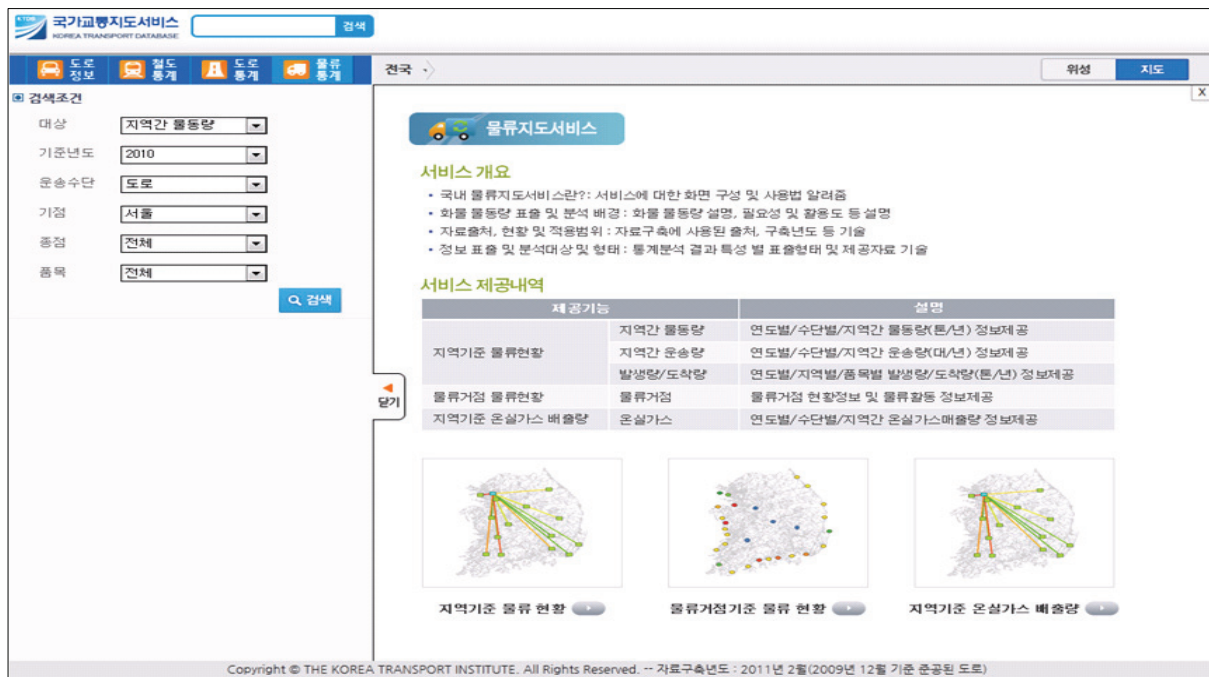 KTDB
국가교통지도서비스
KOREA TRANSPORT DATABASE
검색
도로 정보
철도 통계
도로 통계
물류 통계
전국
위성
지도
X
검색조건
대상 지역간 물동량
기준년도 2010
운송수단 도로
기점 서울
종점 전체
품목 전체
검색
닫기
물류지도서비스
서비스 개요
• 국내 물류지도서비스란?: 서비스에 대한 화면 구성 및 사용법 알려줌
• 화물 물동량 표출 및 분석 배경 : 화물 물동량 설명, 필요성 및 활용도 등 설명
• 자료출처, 현황 및 적용범위 : 자료구축에 사용된 출처, 구축년도 등 기술
• 정보 표출 및 분석대상 및 형태 : 통계분석 결과 특성 별 표출형태 및 제공자료 기술
서비스 제공내역
제공기능 설명
지역기준 물류현황
지역간 물동량 연도별/수단별/지역간 물동량(톤/년) 정보제공
지역간 운송량 연도별/수단별/지역간 운송량(대/년) 정보제공
발생량/도착량 연도별/지역별/품목별 발생량/도착량(톤/년) 정보제공
물류거점 물류현황 물류거점 물류거점 현황정보 및 물류활동 정보제공
지역기준 온실가스 배출량 온실가스 연도별/수단별/지역간 온실가스매출량 정보제공
지역기준 물류 현황
물류거점기준 물류 현황
지역기준 온실가스 배출량
Copyright © THE KOREA TRANSPORT INSTITUTE. All Rights Reserved. -- 자료구축년도 : 2011년 2월(2009년 12월 기준 준공된 도로)